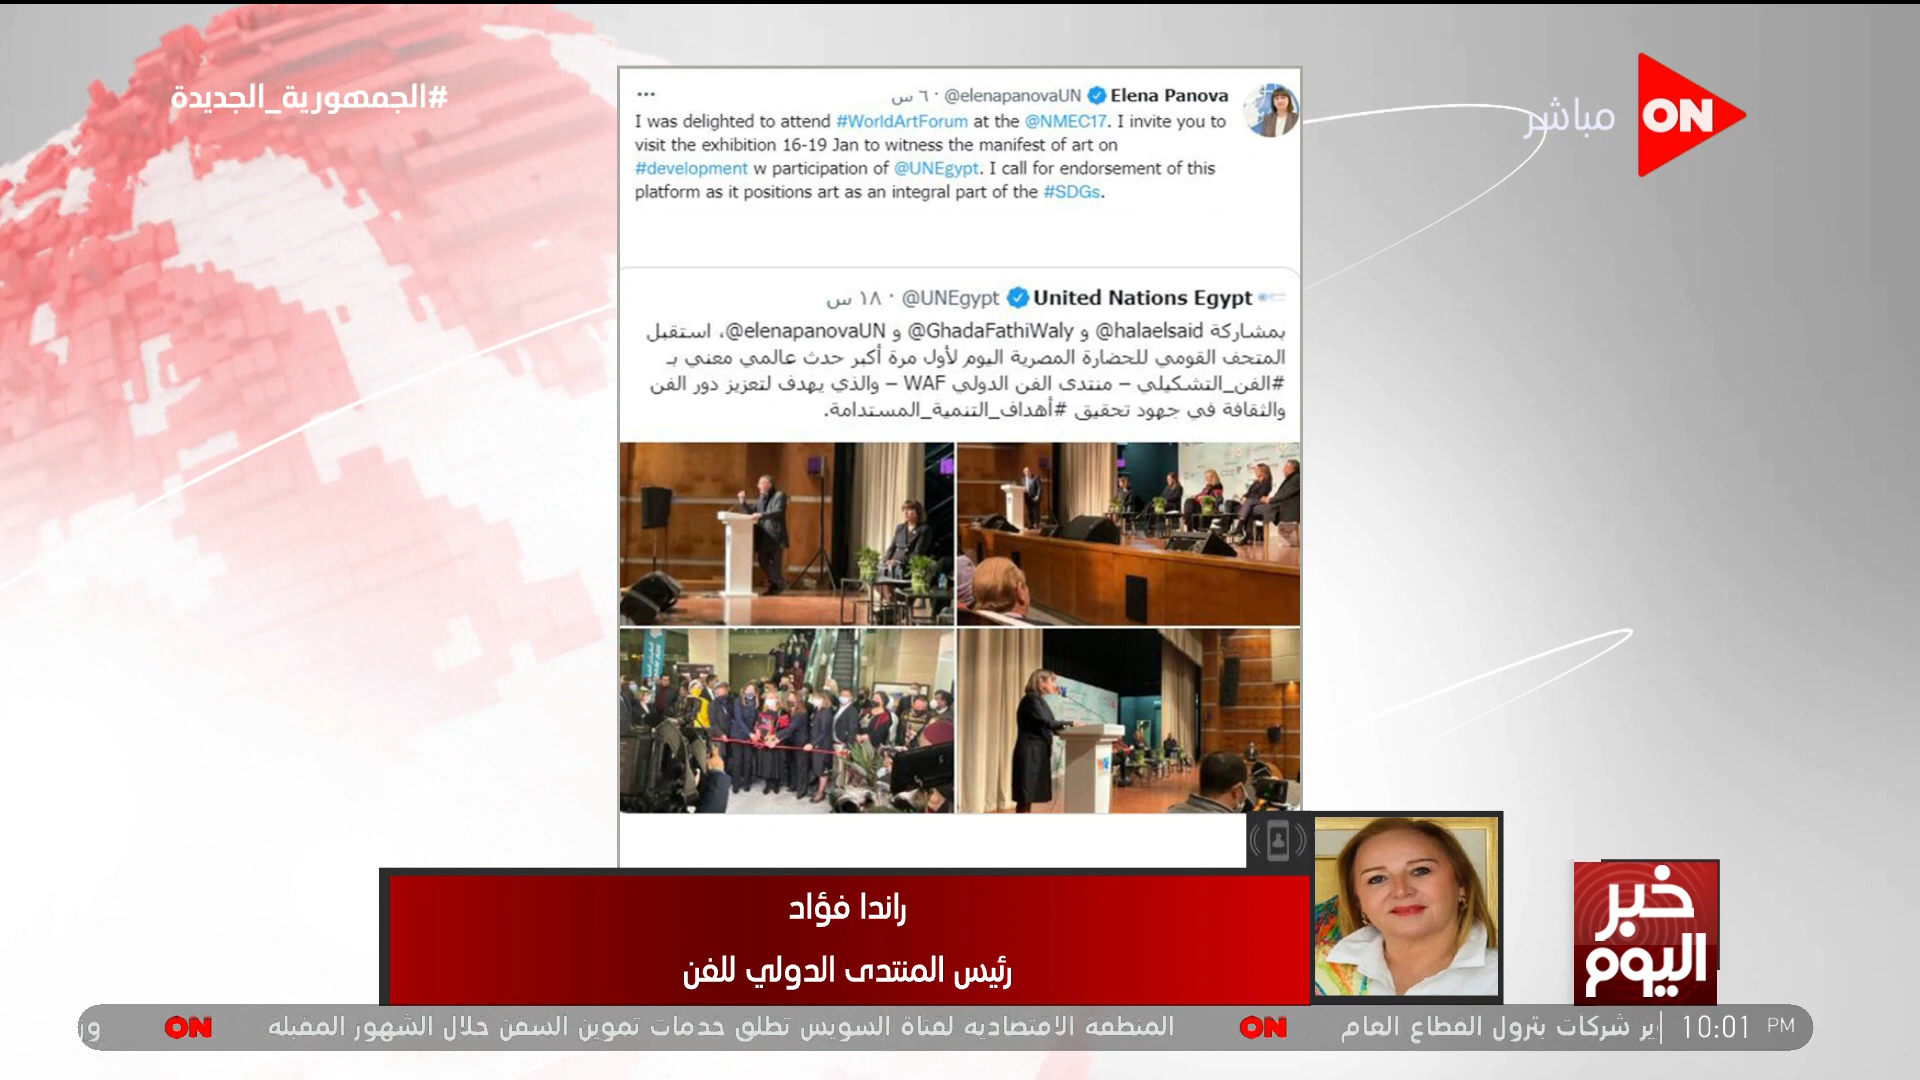 #الجمهورية_الجديدة
مباشر
ON
Elena Panova @elenapanovaUN · ٦ س
I was delighted to attend #WorldArtForum at the @NMEC17. I invite you to
visit the exhibition 16-19 Jan to witness the manifest of art on
#development w participation of @UNEgypt. I call for endorsement of this
platform as it positions art as an integral part of the #SDGs.
United Nations Egypt @UNEgypt · ١٨ س
بمشاركة @halaelsaid و @GhadaFathiWaly و @elenapanovaUN، استقبل
المتحف القومي للحضارة المصرية اليوم لأول مرة أكبر حدث عالمي معني بـ
#الفن_التشكيلي – منتدى الفن الدولي WAF – والذي يهدف لتعزيز دور الفن
والثقافة في جهود تحقيق #أهداف_التنمية_المستدامة.
راندا فؤاد
رئيس المنتدى الدولي للفن
خبر
اليوم
10:01 PM
ير شركات بترول القطاع العام ON المنطقة الاقتصادية لقناة السويس تطلق خدمات تموين السفن خلال الشهور المقبلة ON ور